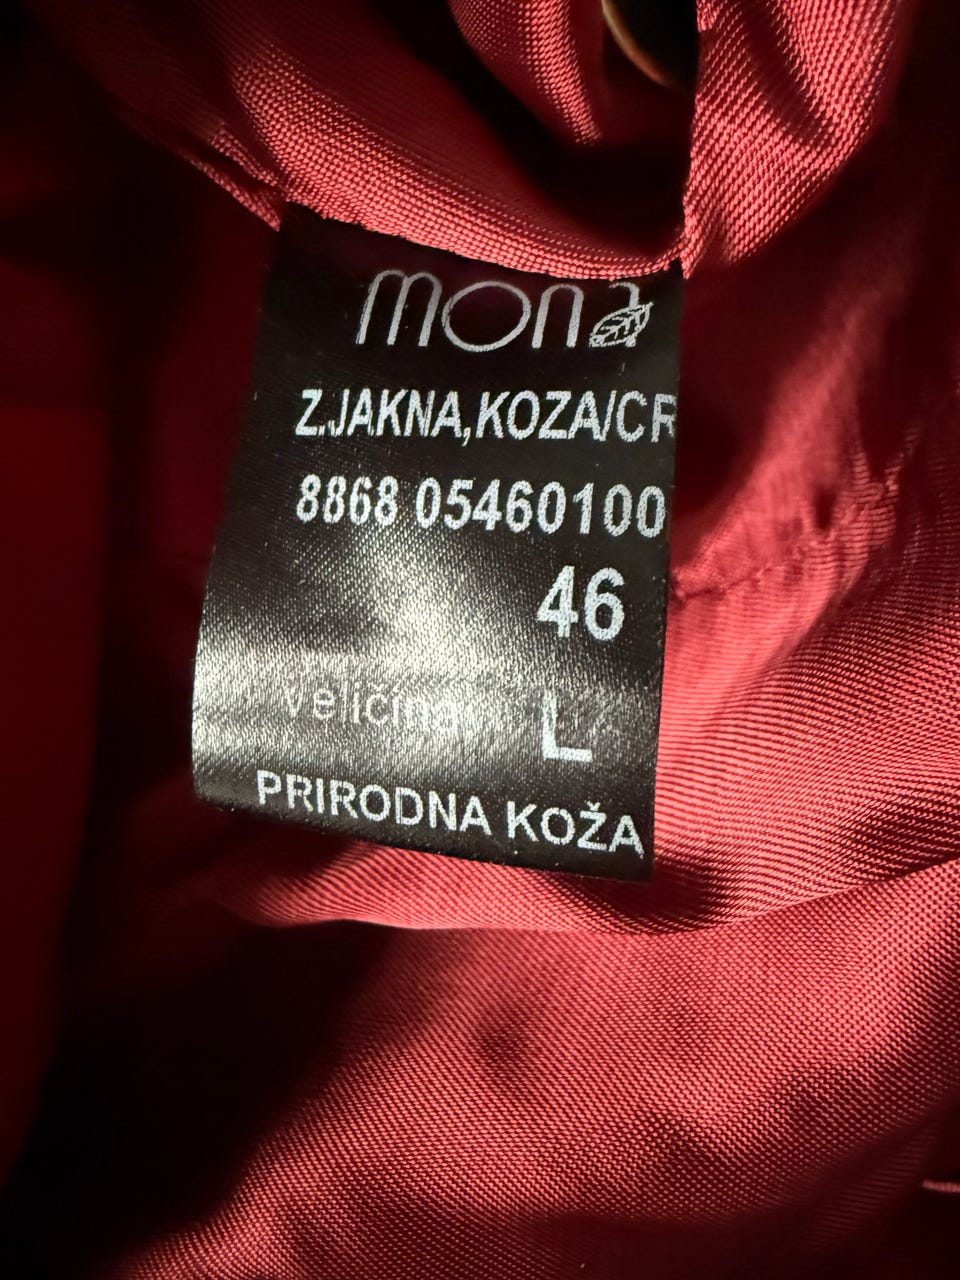 mona
Z.JAKNA,KOZA/CR
8868 05460100
46
veličina L
PRIRODNA KOŽA